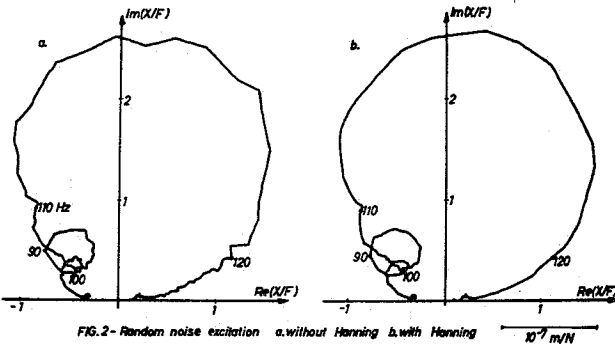 Im(X/F)
a.
2
1
110 Hz
90
100
120
-1
1
Re(X/F)
Im(X/F)
b.
2
1
110
90
100
120
-1
1
Re(X/F)
FIG. 2 - Random noise excitation a. without Hanning b. with Hanning
10⁻⁷ m/N